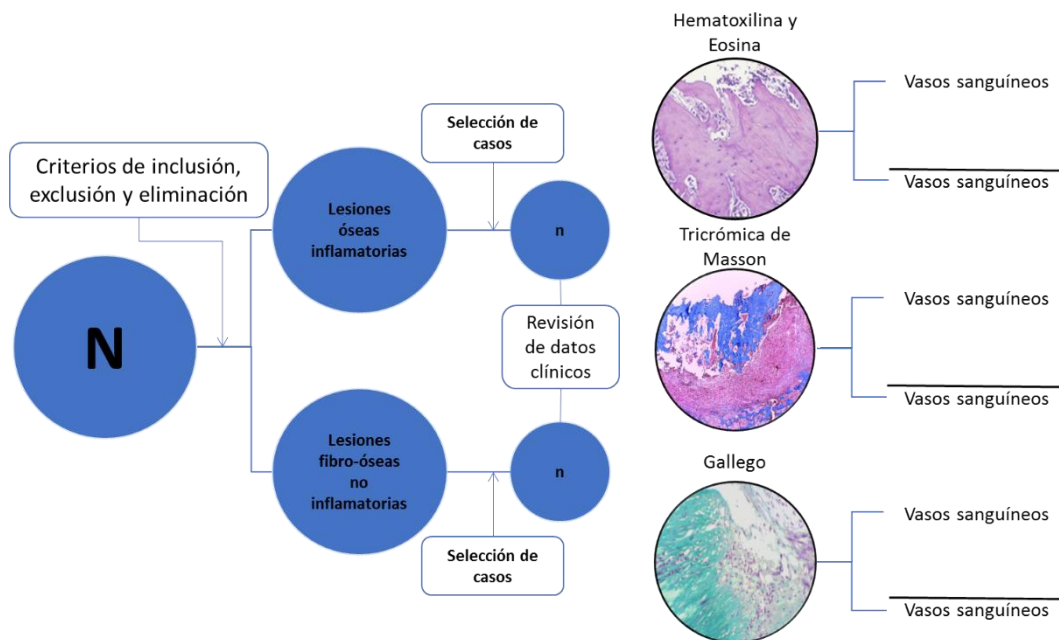 Criterios de inclusión,
exclusión y eliminación
N
Lesiones
óseas
inflamatorias
Selección de
casos
n
Revisión
de datos
clínicos
Lesiones
fibro-óseas
no
inflamatorias
n
Selección de
casos
Hematoxilina y
Eosina
Vasos sanguíneos
Vasos sanguíneos
Tricrómica de
Masson
Vasos sanguíneos
Vasos sanguíneos
Gallego
Vasos sanguíneos
Vasos sanguíneos